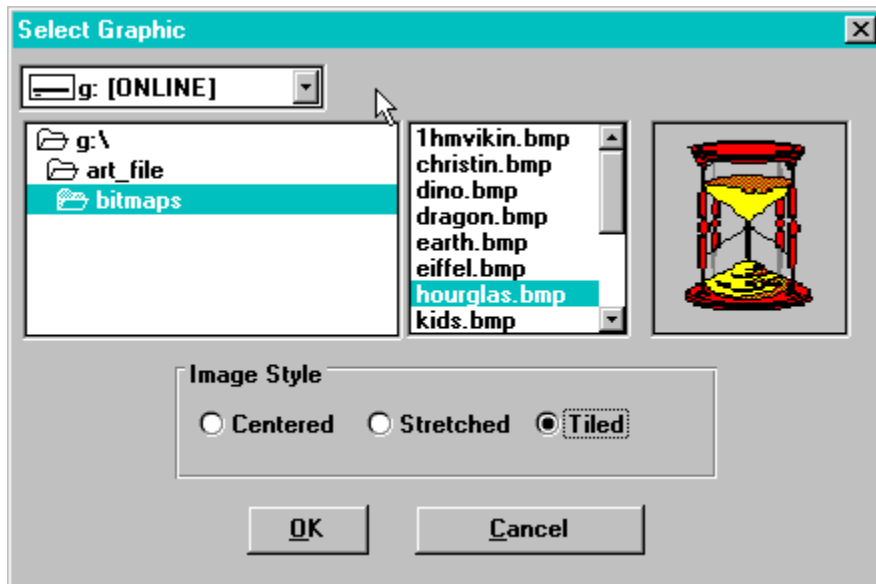 Select Graphic
g: [ONLINE]
g:\
art_file
bitmaps
1hmvikin.bmp
christin.bmp
dino.bmp
dragon.bmp
earth.bmp
eiffel.bmp
hourglas.bmp
kids.bmp
Image Style
Centered Stretched Tiled
OK Cancel